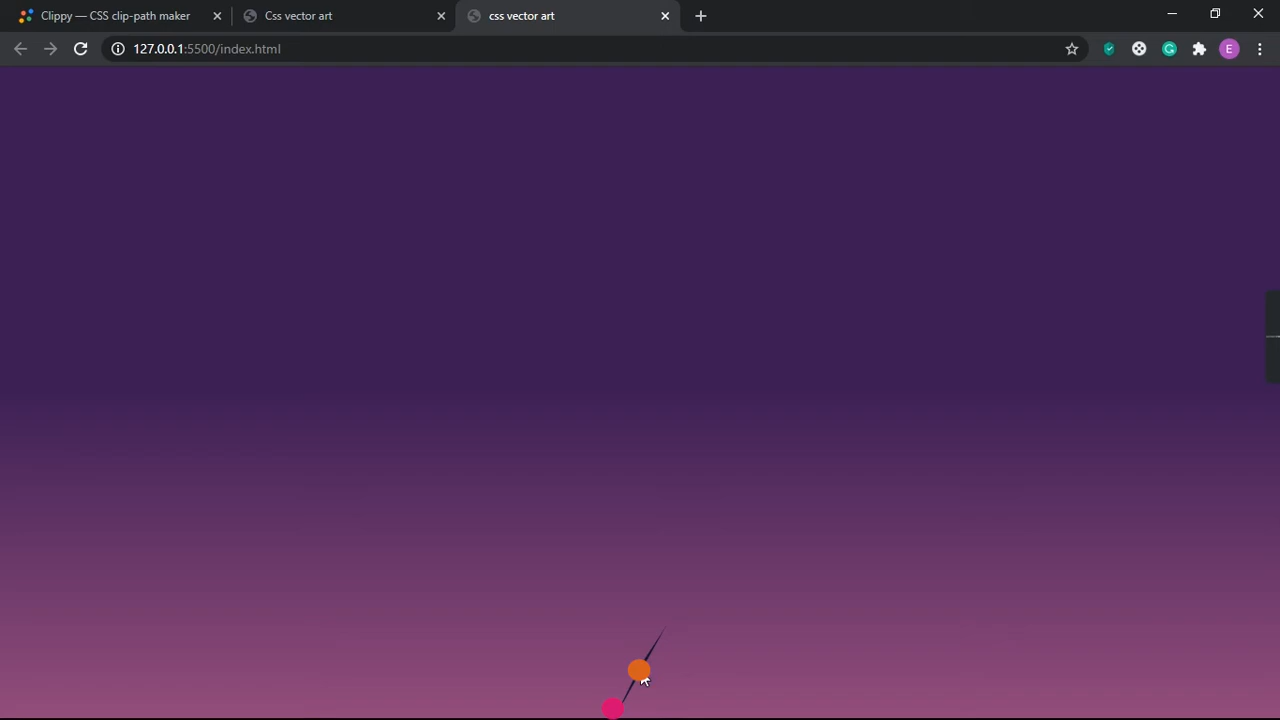 Clippy — CSS clip-path maker
Css vector art
css vector art
127.0.0.1:5500/index.html
E